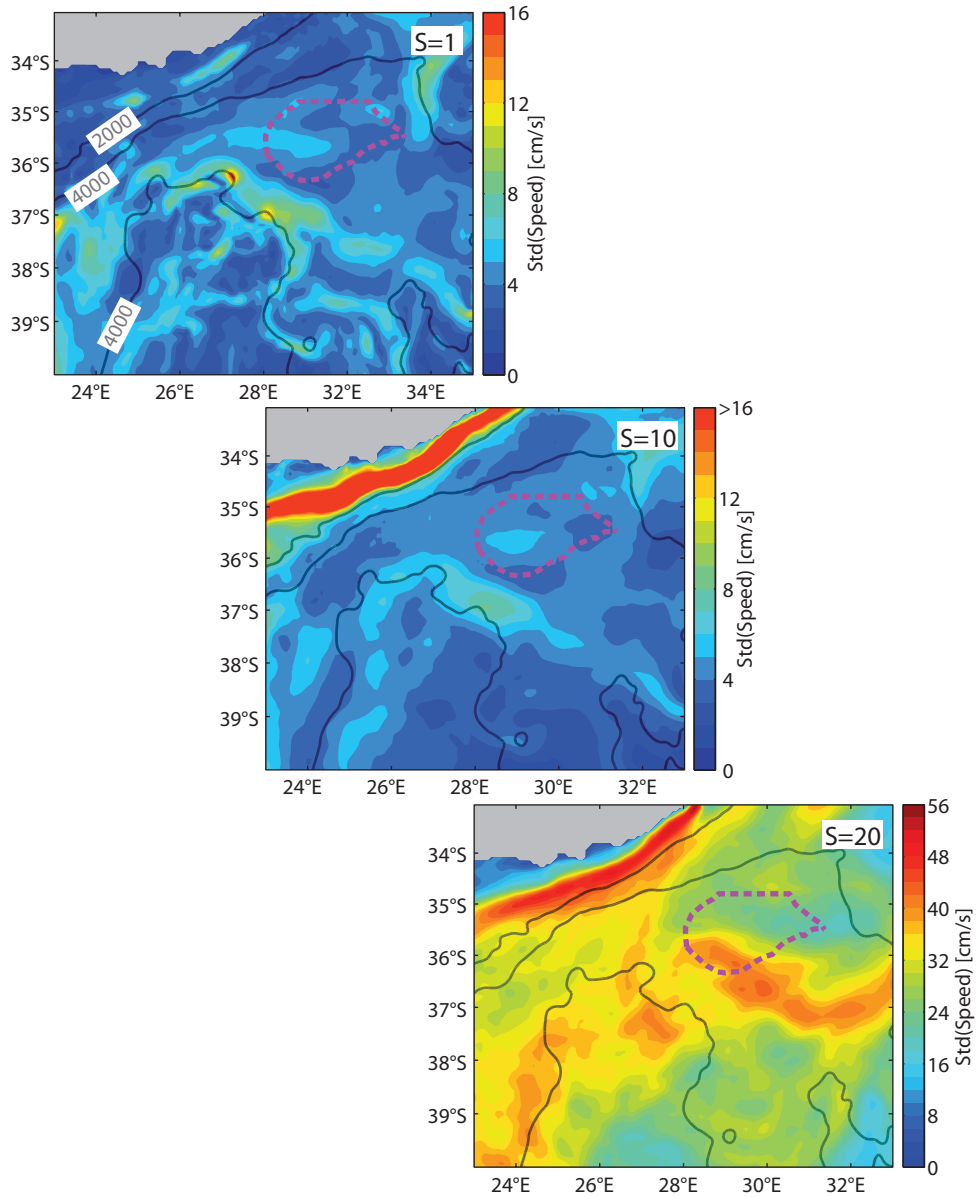 S=1
34°S
35°S
36°S
37°S
38°S
39°S
2000
4000
4000
24°E
26°E
28°E
30°E
32°E
34°E
16
12
8
4
0
Std(Speed) [cm/s]
S=10
34°S
35°S
36°S
37°S
38°S
39°S
24°E
26°E
28°E
30°E
32°E
>16
12
8
4
0
Std(Speed) [cm/s]
S=20
34°S
35°S
36°S
37°S
38°S
39°S
24°E
26°E
28°E
30°E
32°E
56
48
40
32
24
16
8
0
Std(Speed) [cm/s]